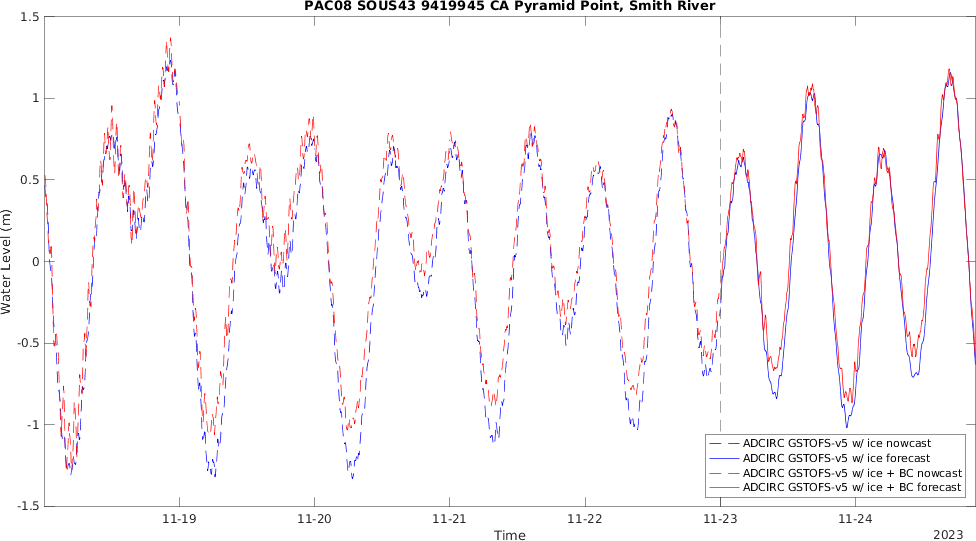 PAC08 SOUS43 9419945 CA Pyramid Point, Smith River
1.5
1
0.5
0
-0.5
-1
-1.5
Water Level (m)
11-19
11-20
11-21
11-22
11-23
11-24
Time
2023
ADCIRC GSTOFS-v5 w/ ice nowcast
ADCIRC GSTOFS-v5 w/ ice forecast
ADCIRC GSTOFS-v5 w/ ice + BC nowcast
ADCIRC GSTOFS-v5 w/ ice + BC forecast